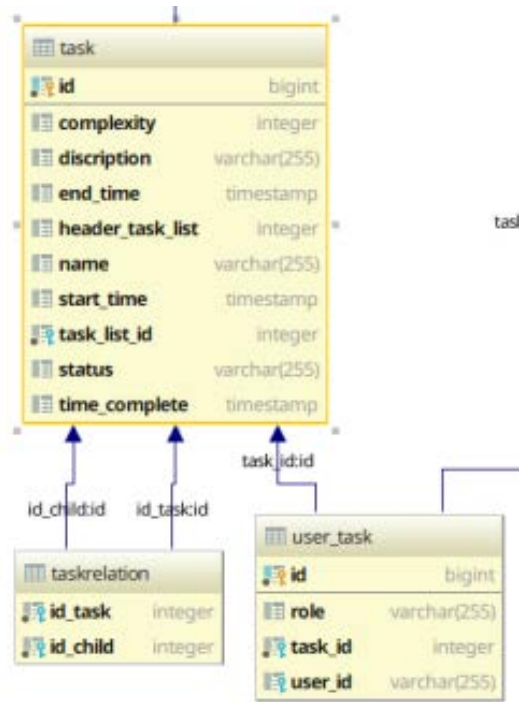 task
id bigint
complexity integer
discription varchar(255)
end_time timestamp
header_task_list integer
name varchar(255)
start_time timestamp
task_list_id integer
status varchar(255)
time_complete timestamp
task_id:id
id_child:id id_task:id
taskrelation
id_task integer
id_child integer
user_task
id bigint
role varchar(255)
task_id integer
user_id varchar(255)